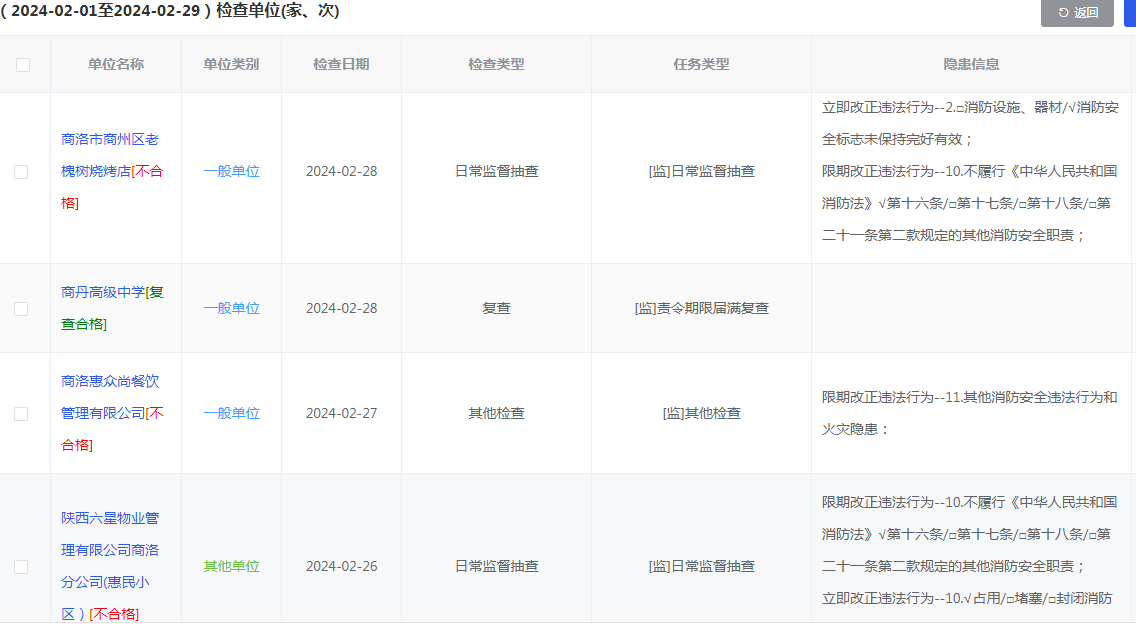 ( 2024-02-01至2024-02-29 ) 检查单位(家、次)
返回
单位名称 单位类别 检查日期 检查类型 任务类型 隐患信息
商洛市商州区老
槐树烧烤店[不合
格]
一般单位
2024-02-28
日常监督抽查
[监]日常监督抽查
立即改正违法行为--2.□消防设施、器材/√消防安
全标志未保持完好有效；
限期改正违法行为--10.不履行《中华人民共和国
消防法》√第十六条/□第十七条/□第十八条/□第
二十一条第二款规定的其他消防安全职责；
商丹高级中学[复
查合格]
一般单位
2024-02-28
复查
[监]责令期限届满复查
商洛惠众尚餐饮
管理有限公司[不
合格]
一般单位
2024-02-27
其他检查
[监]其他检查
限期改正违法行为--11.其他消防安全违法行为和
火灾隐患：
陕西六星物业管
理有限公司商洛
分公司(惠民小
区 ) [不合格]
其他单位
2024-02-26
日常监督抽查
[监]日常监督抽查
限期改正违法行为--10.不履行《中华人民共和国
消防法》√第十六条/□第十七条/□第十八条/□第
二十一条第二款规定的其他消防安全职责；
立即改正违法行为--10.√占用/□堵塞/□封闭消防